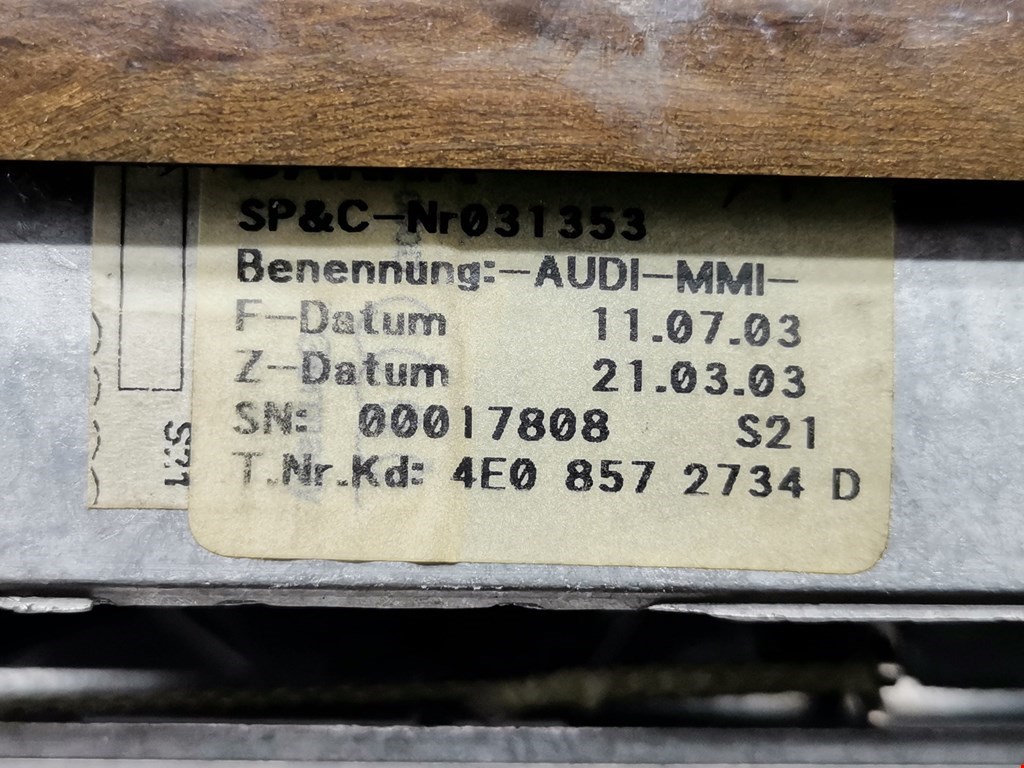 SP&C-Nr031353
Benennung:-AUDI-MMI-
F-Datum 11.07.03
Z-Datum 21.03.03
SN: 00017808 S21
T.Nr.Kd: 4E0 857 2734 D